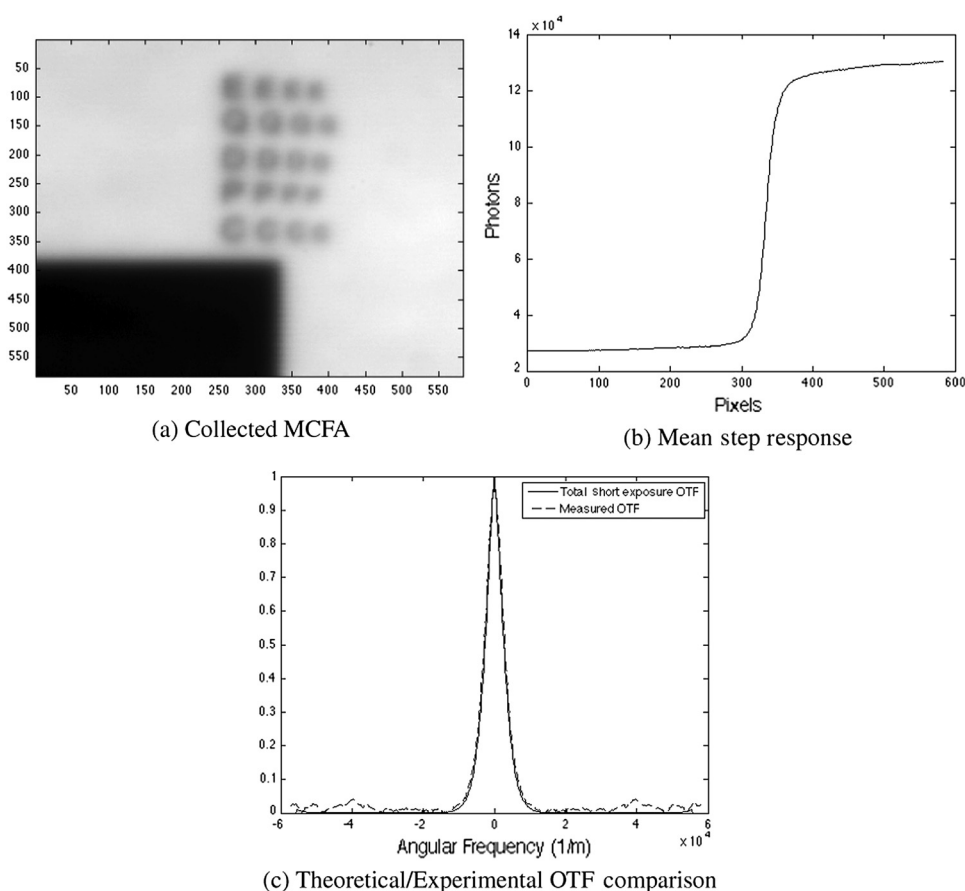 50
100
150
200
250
300
350
400
450
500
550
50 100 150 200 250 300 350 400 450 500 550
(a) Collected MCFA
×10⁴
14
12
10
8
6
4
2
0 100 200 300 400 500 600
Photons
Pixels
(b) Mean step response
1
0.9
0.8
0.7
0.6
0.5
0.4
0.3
0.2
0.1
0
-6 -4 -2 0 2 4 6
×10⁴
Total short exposure OTF
Measured OTF
Angular Frequency (1/m)
(c) Theoretical/Experimental OTF comparison